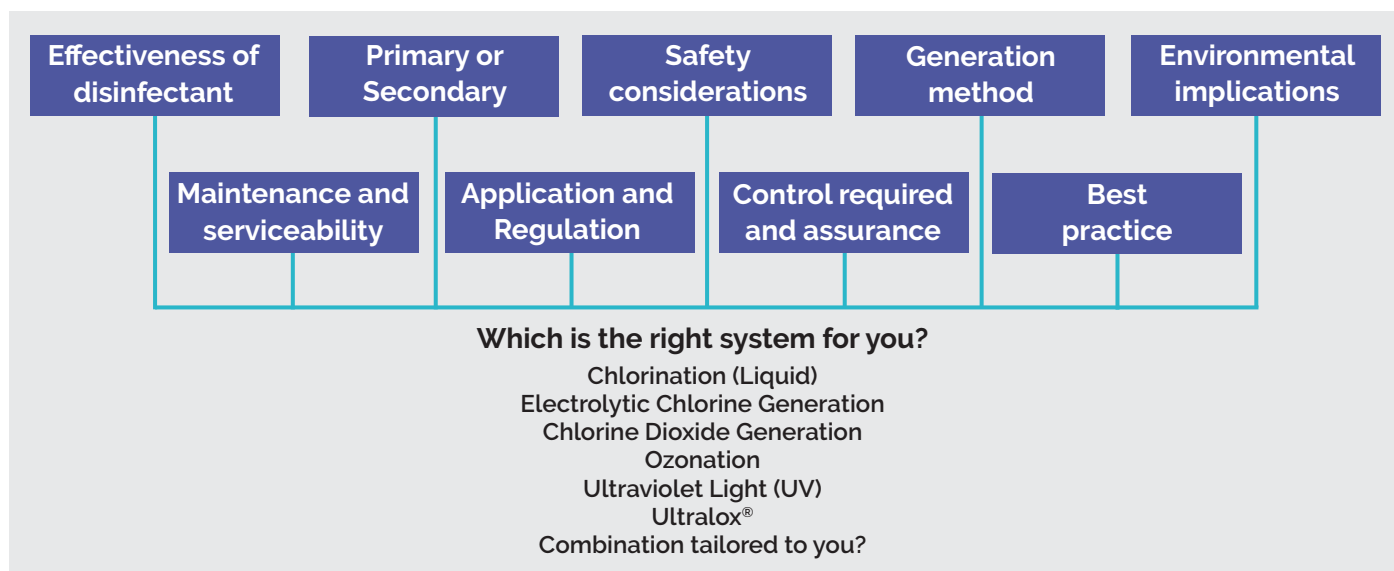 Effectiveness of
disinfectant
Primary or
Secondary
Safety
considerations
Generation
method
Environmental
implications
Maintenance and
serviceability
Application and
Regulation
Control required
and assurance
Best
practice
Which is the right system for you?
Chlorination (Liquid)
Electrolytic Chlorine Generation
Chlorine Dioxide Generation
Ozonation
Ultraviolet Light (UV)
Ultralox®
Combination tailored to you?